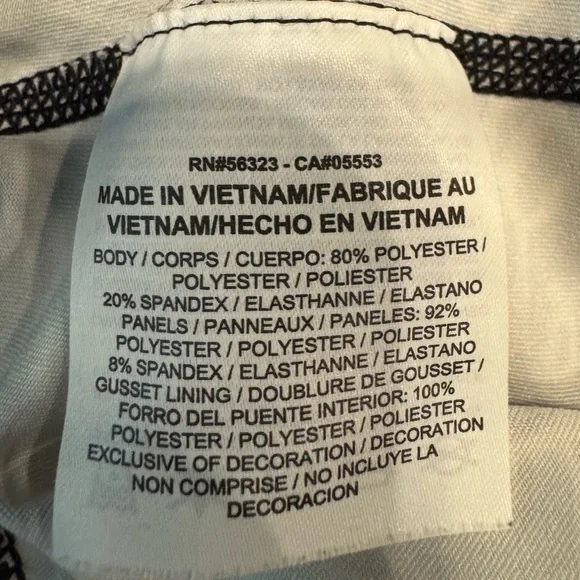 RN#56323 - CA#05553
MADE IN VIETNAM/FABRIQUE AU
VIETNAM/HECHO EN VIETNAM
BODY / CORPS / CUERPO: 80% POLYESTER /
POLYESTER / POLIESTER
20% SPANDEX / ELASTHANNE / ELASTANO
PANELS / PANNEAUX / PANELES: 92%
POLYESTER / POLYESTER / POLIESTER
8% SPANDEX / ELASTHANNE / ELASTANO
GUSSET LINING / DOUBLURE DE GOUSSET /
FORRO DEL PUENTE INTERIOR: 100%
POLYESTER / POLYESTER / POLIESTER
EXCLUSIVE OF DECORATION / DECORATION
NON COMPRISE / NO INCLUYE LA
DECORACION